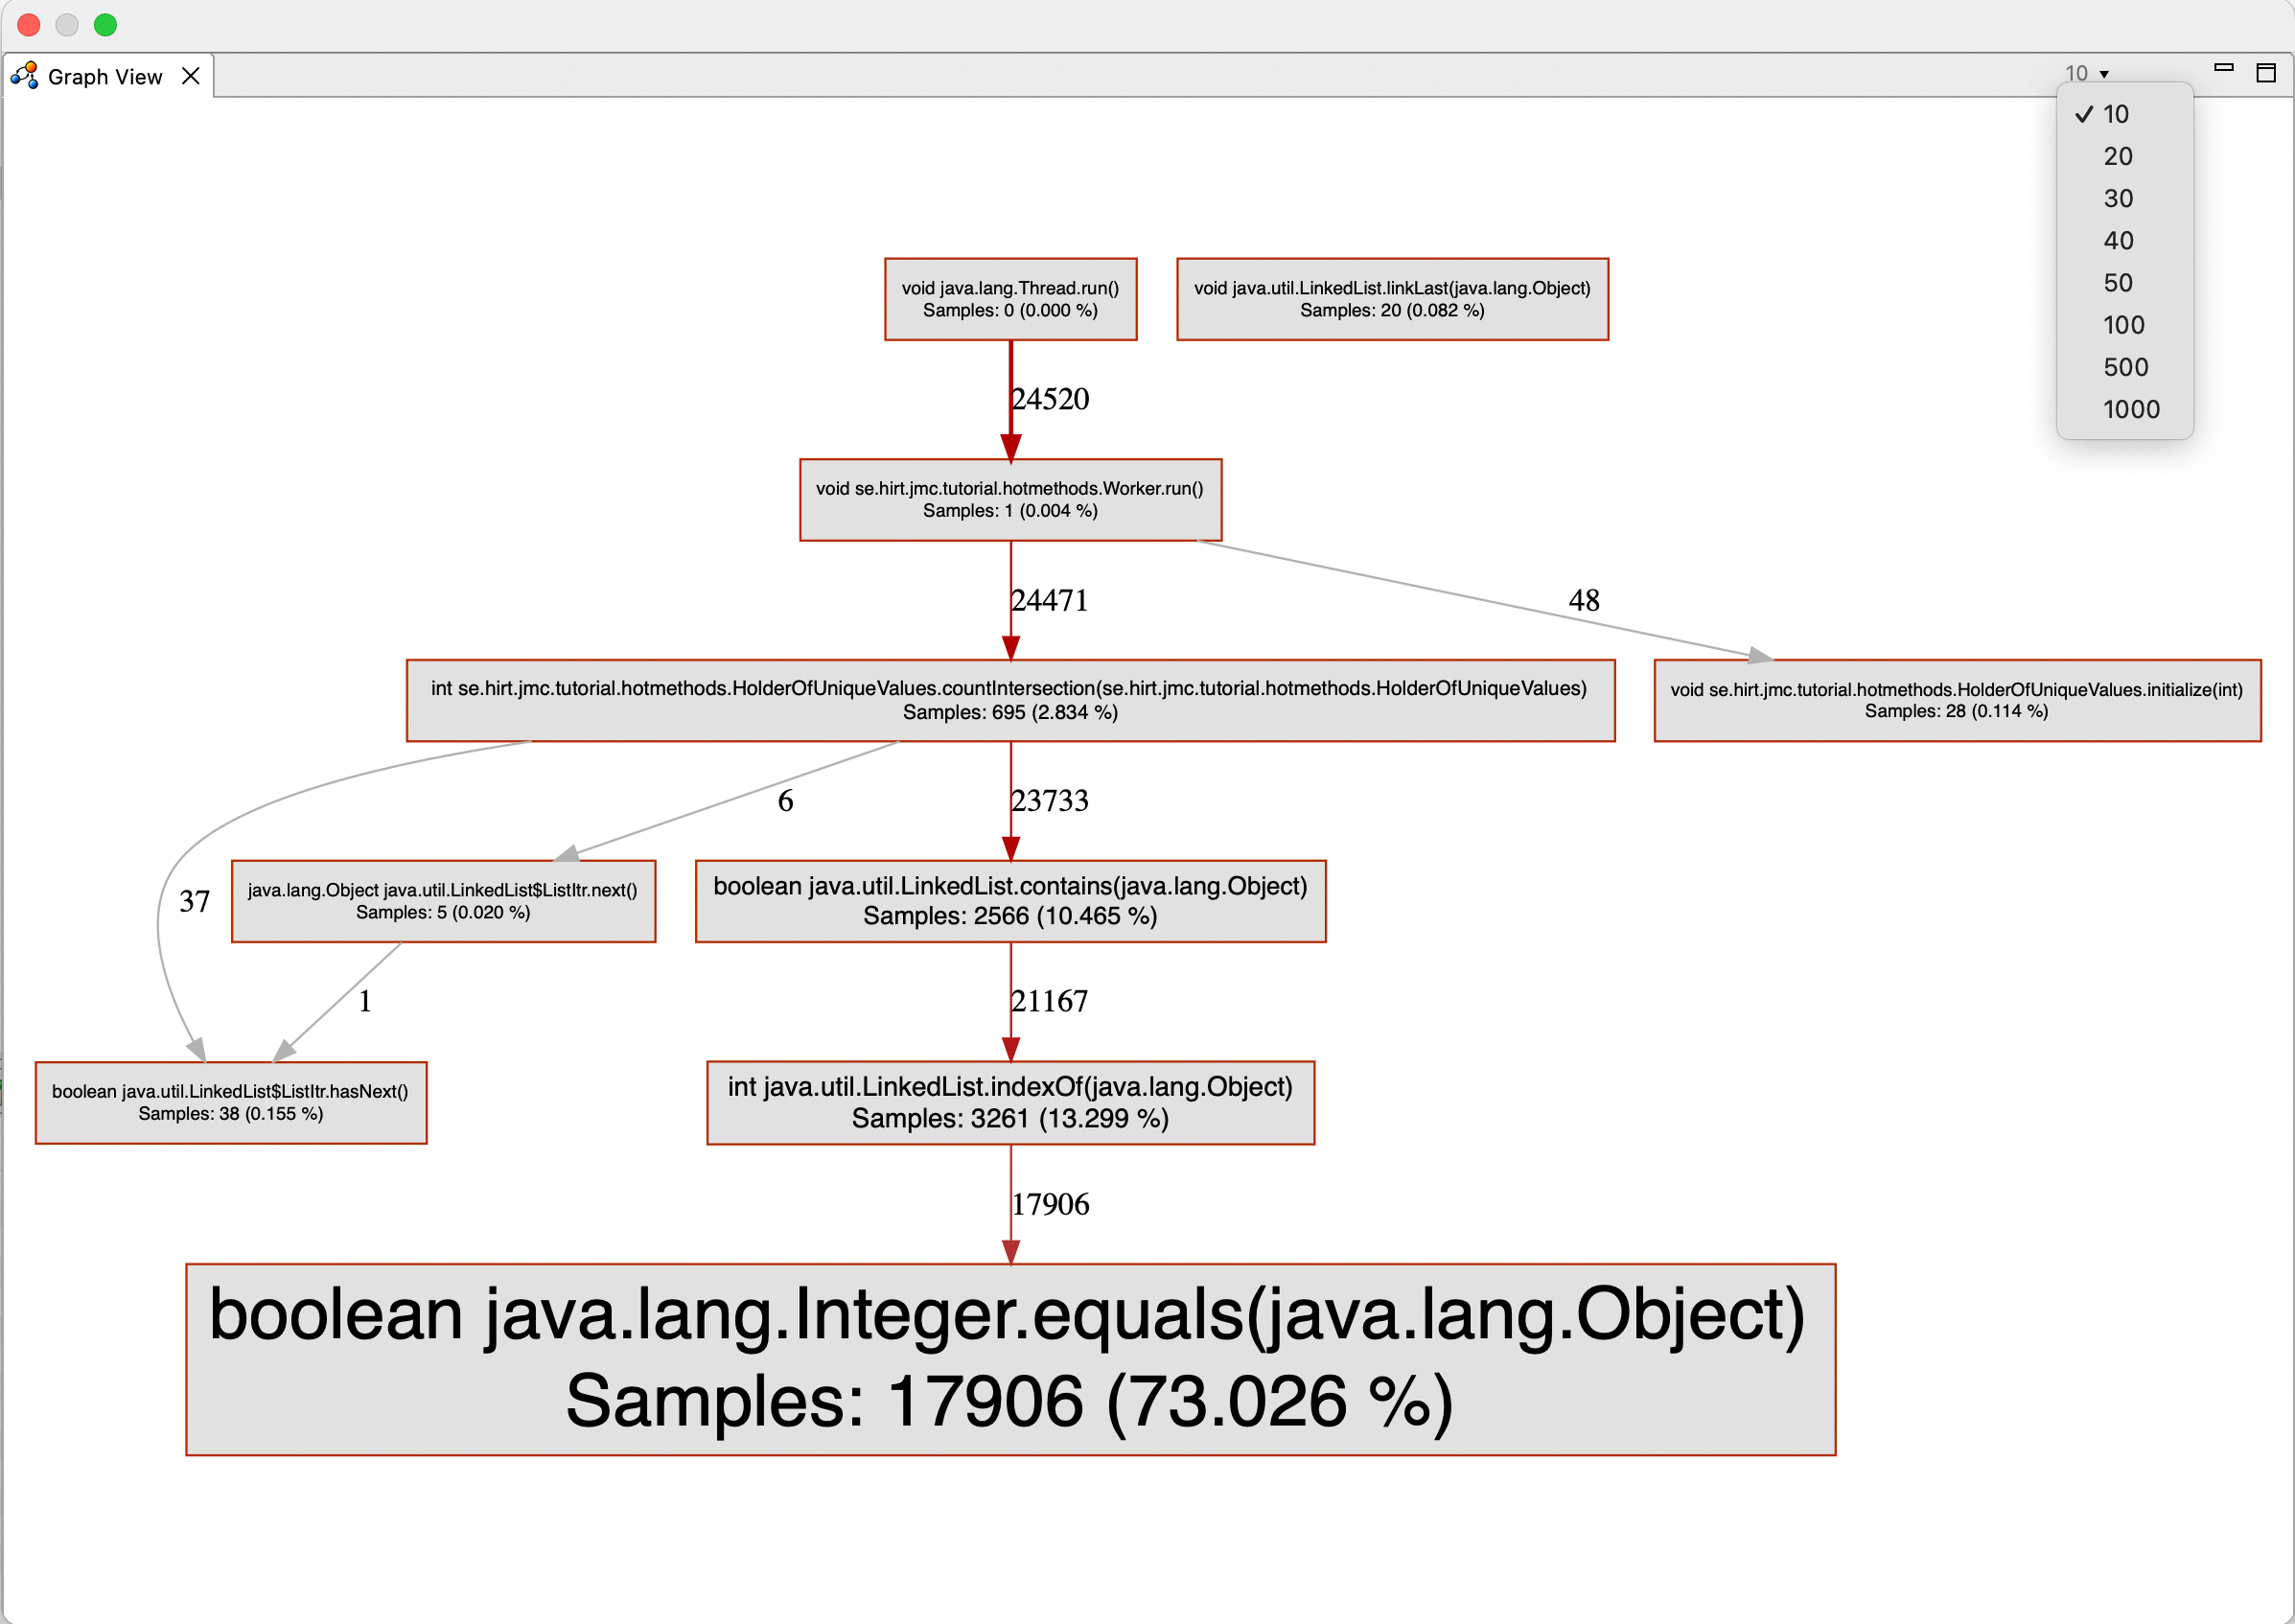 Graph View
10
10
20
30
40
50
100
500
1000
void java.lang.Thread.run()
Samples: 0 (0.000 %)
void java.util.LinkedList.linkLast(java.lang.Object)
Samples: 20 (0.082 %)
24520
void se.hirt.jmc.tutorial.hotmethods.Worker.run()
Samples: 1 (0.004 %)
24471
48
int se.hirt.jmc.tutorial.hotmethods.HolderOfUniqueValues.countIntersection(se.hirt.jmc.tutorial.hotmethods.HolderOfUniqueValues)
Samples: 695 (2.834 %)
void se.hirt.jmc.tutorial.hotmethods.HolderOfUniqueValues.initialize(int)
Samples: 28 (0.114 %)
6
23733
37
java.lang.Object java.util.LinkedList$ListItr.next()
Samples: 5 (0.020 %)
boolean java.util.LinkedList.contains(java.lang.Object)
Samples: 2566 (10.465 %)
1
21167
boolean java.util.LinkedList$ListItr.hasNext()
Samples: 38 (0.155 %)
int java.util.LinkedList.indexOf(java.lang.Object)
Samples: 3261 (13.299 %)
17906
boolean java.lang.Integer.equals(java.lang.Object)
Samples: 17906 (73.026 %)